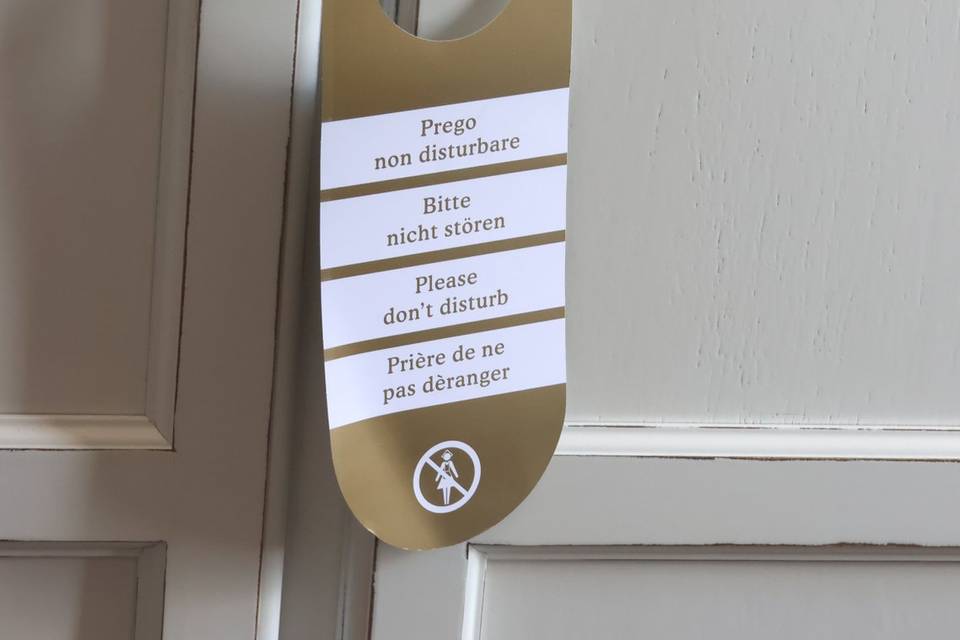 Prego
non disturbare
Bitte
nicht stören
Please
don’t disturb
Prière de ne
pas dèranger